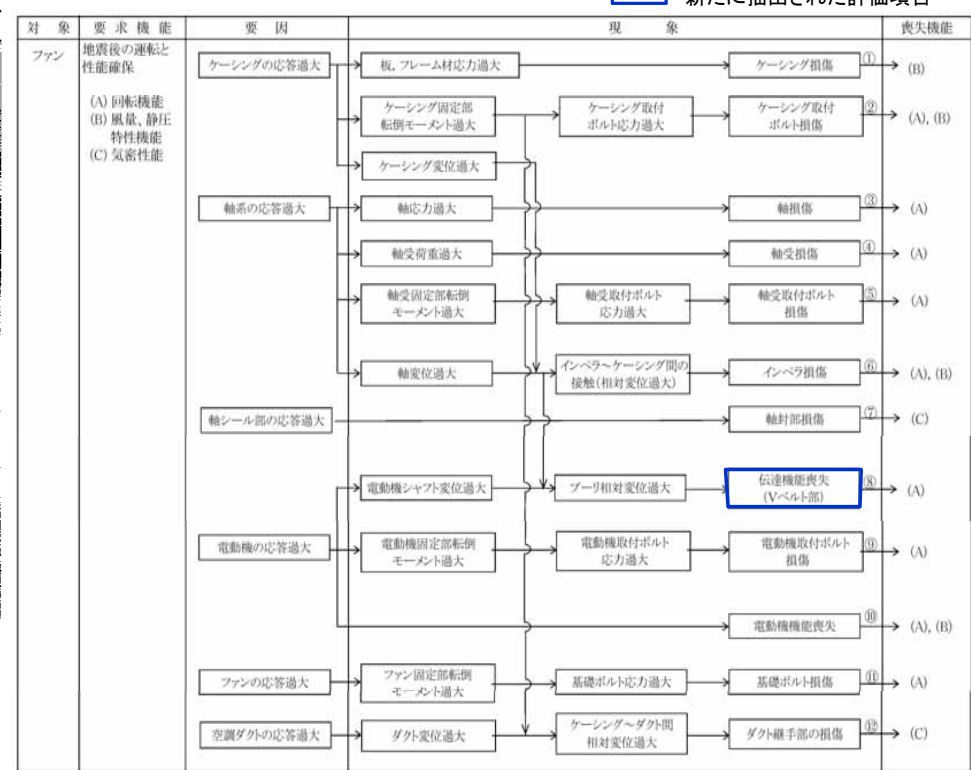 新たに抽出された評価項目
対 象
要 求 機 能
要 因
現 象
喪失機能
ファン
地震後の運転と
性能確保
(A) 回転機能
(B) 風量、静圧
特性機能
(C) 気密性能
ケーシングの応答過大
板、フレーム材応力過大
ケーシング損傷
①
(B)
ケーシング固定部
転倒モーメント過大
ケーシング取付
ボルト応力過大
ケーシング取付
ボルト損傷
②
(A), (B)
ケーシング変位過大
軸系の応答過大
軸応力過大
軸損傷
③
(A)
軸受荷重過大
軸受損傷
④
(A)
軸受固定部転倒
モーメント過大
軸受取付ボルト
応力過大
軸受取付ボルト
損傷
⑤
(A)
軸変位過大
インペラ～ケーシング間の
接触(相対変位過大)
インペラ損傷
⑥
(A), (B)
軸シール部の応答過大
軸封部損傷
⑦
(C)
電動機シャフト変位過大
プーリ相対変位過大
伝達機能喪失
(Vベルト部)
⑧
(A)
電動機の応答過大
電動機固定部転倒
モーメント過大
電動機取付ボルト
応力過大
電動機取付ボルト
損傷
⑨
(A)
電動機機能喪失
⑩
(A), (B)
ファンの応答過大
ファン固定部転倒
モーメント過大
基礎ボルト応力過大
基礎ボルト損傷
⑪
(A)
空調ダクトの応答過大
ダクト変位過大
ケーシング～ダクト間
相対変位過大
ダクト継手部の損傷
⑫
(C)